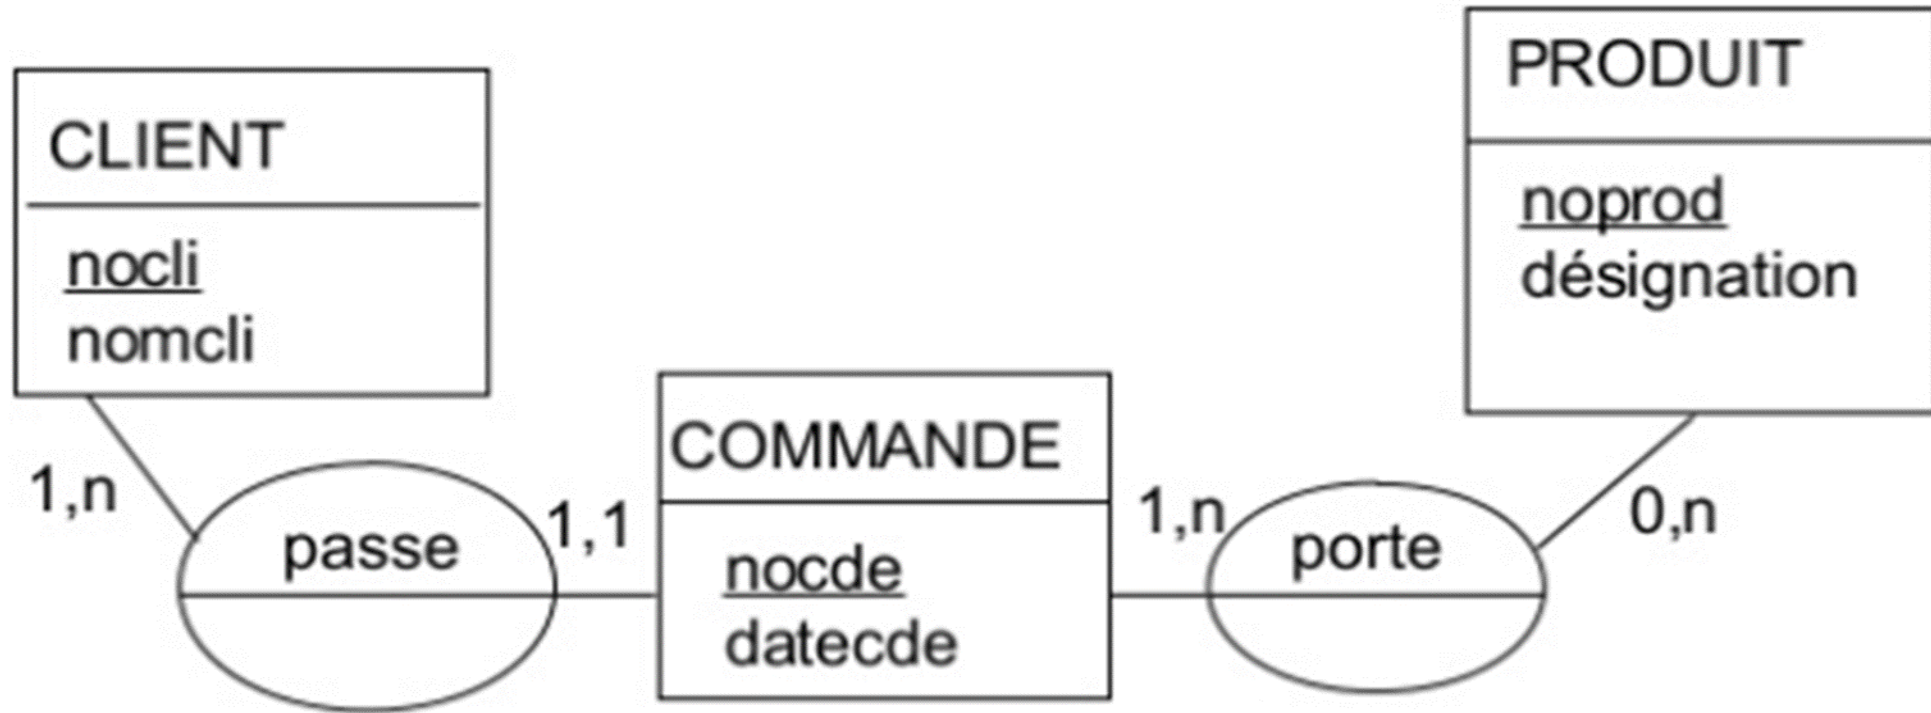 CLIENT
nocli
nomcli
1,n
passe
1,1
COMMANDE
nocde
datecde
1,n
porte
0,n
PRODUIT
noprod
désignation